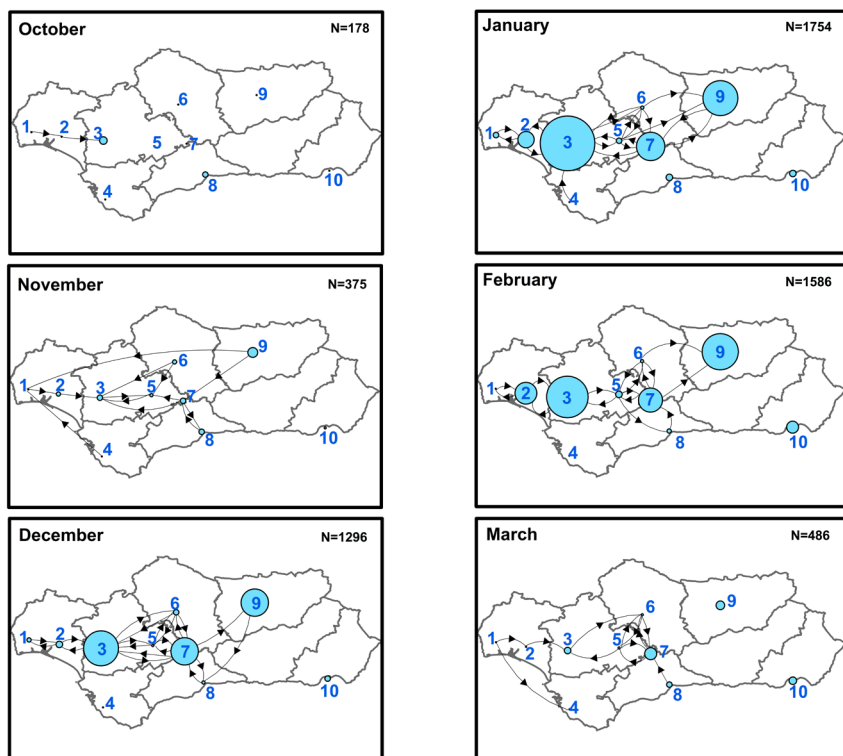 October N=178
6
9
1 2 3 5 7
8 10
4
January N=1754
6 9
1 2 3 5 7
8 10
4
November N=375
6 9
1 2 3 5 7
8 10
4
February N=1586
6 9
1 2 3 5 7
8 10
4
December N=1296
6 9
1 2 3 5 7
8 10
4
March N=486
6 9
1 2 3 5 7
8 10
4